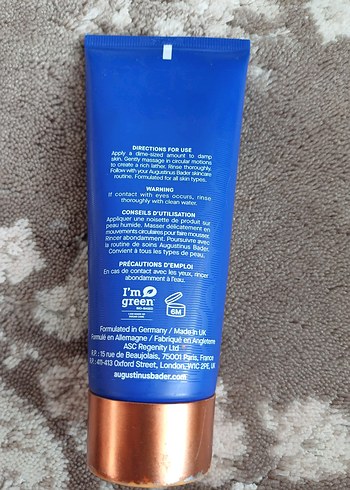 DIRECTIONS FOR USE
Apply a dime-sized amount to damp
skin. Gently massage in circular motions
to create a rich lather. Rinse thoroughly.
Follow with your Augustinus Bader skincare
routine. Formulated for all skin types.
WARNING
If contact with eyes occurs, rinse
thoroughly with clean water.
CONSEILS D'UTILISATION
Appliquer une noisette de produit sur
peau humide. Masser délicatement en
mouvements circulaires pour faire mousser.
Rincer abondamment. Poursuivre avec
la routine de soins Augustinus Bader.
Convient à tous les types de peau.
PRÉCAUTIONS D'EMPLOI
En cas de contact avec les yeux, rincer
abondamment à l'eau.
I'm
green
BIO-BASED
6M
Formulated in Germany / Made in UK
Formulé en Allemagne / Fabriqué en Angleterre
ASC Regenity Ltd
R.P. : 15 rue de Beaujolais, 75001 Paris, France
R.P. : 411-413 Oxford Street, London, W1C 2PE, UK
augustinusbader.com